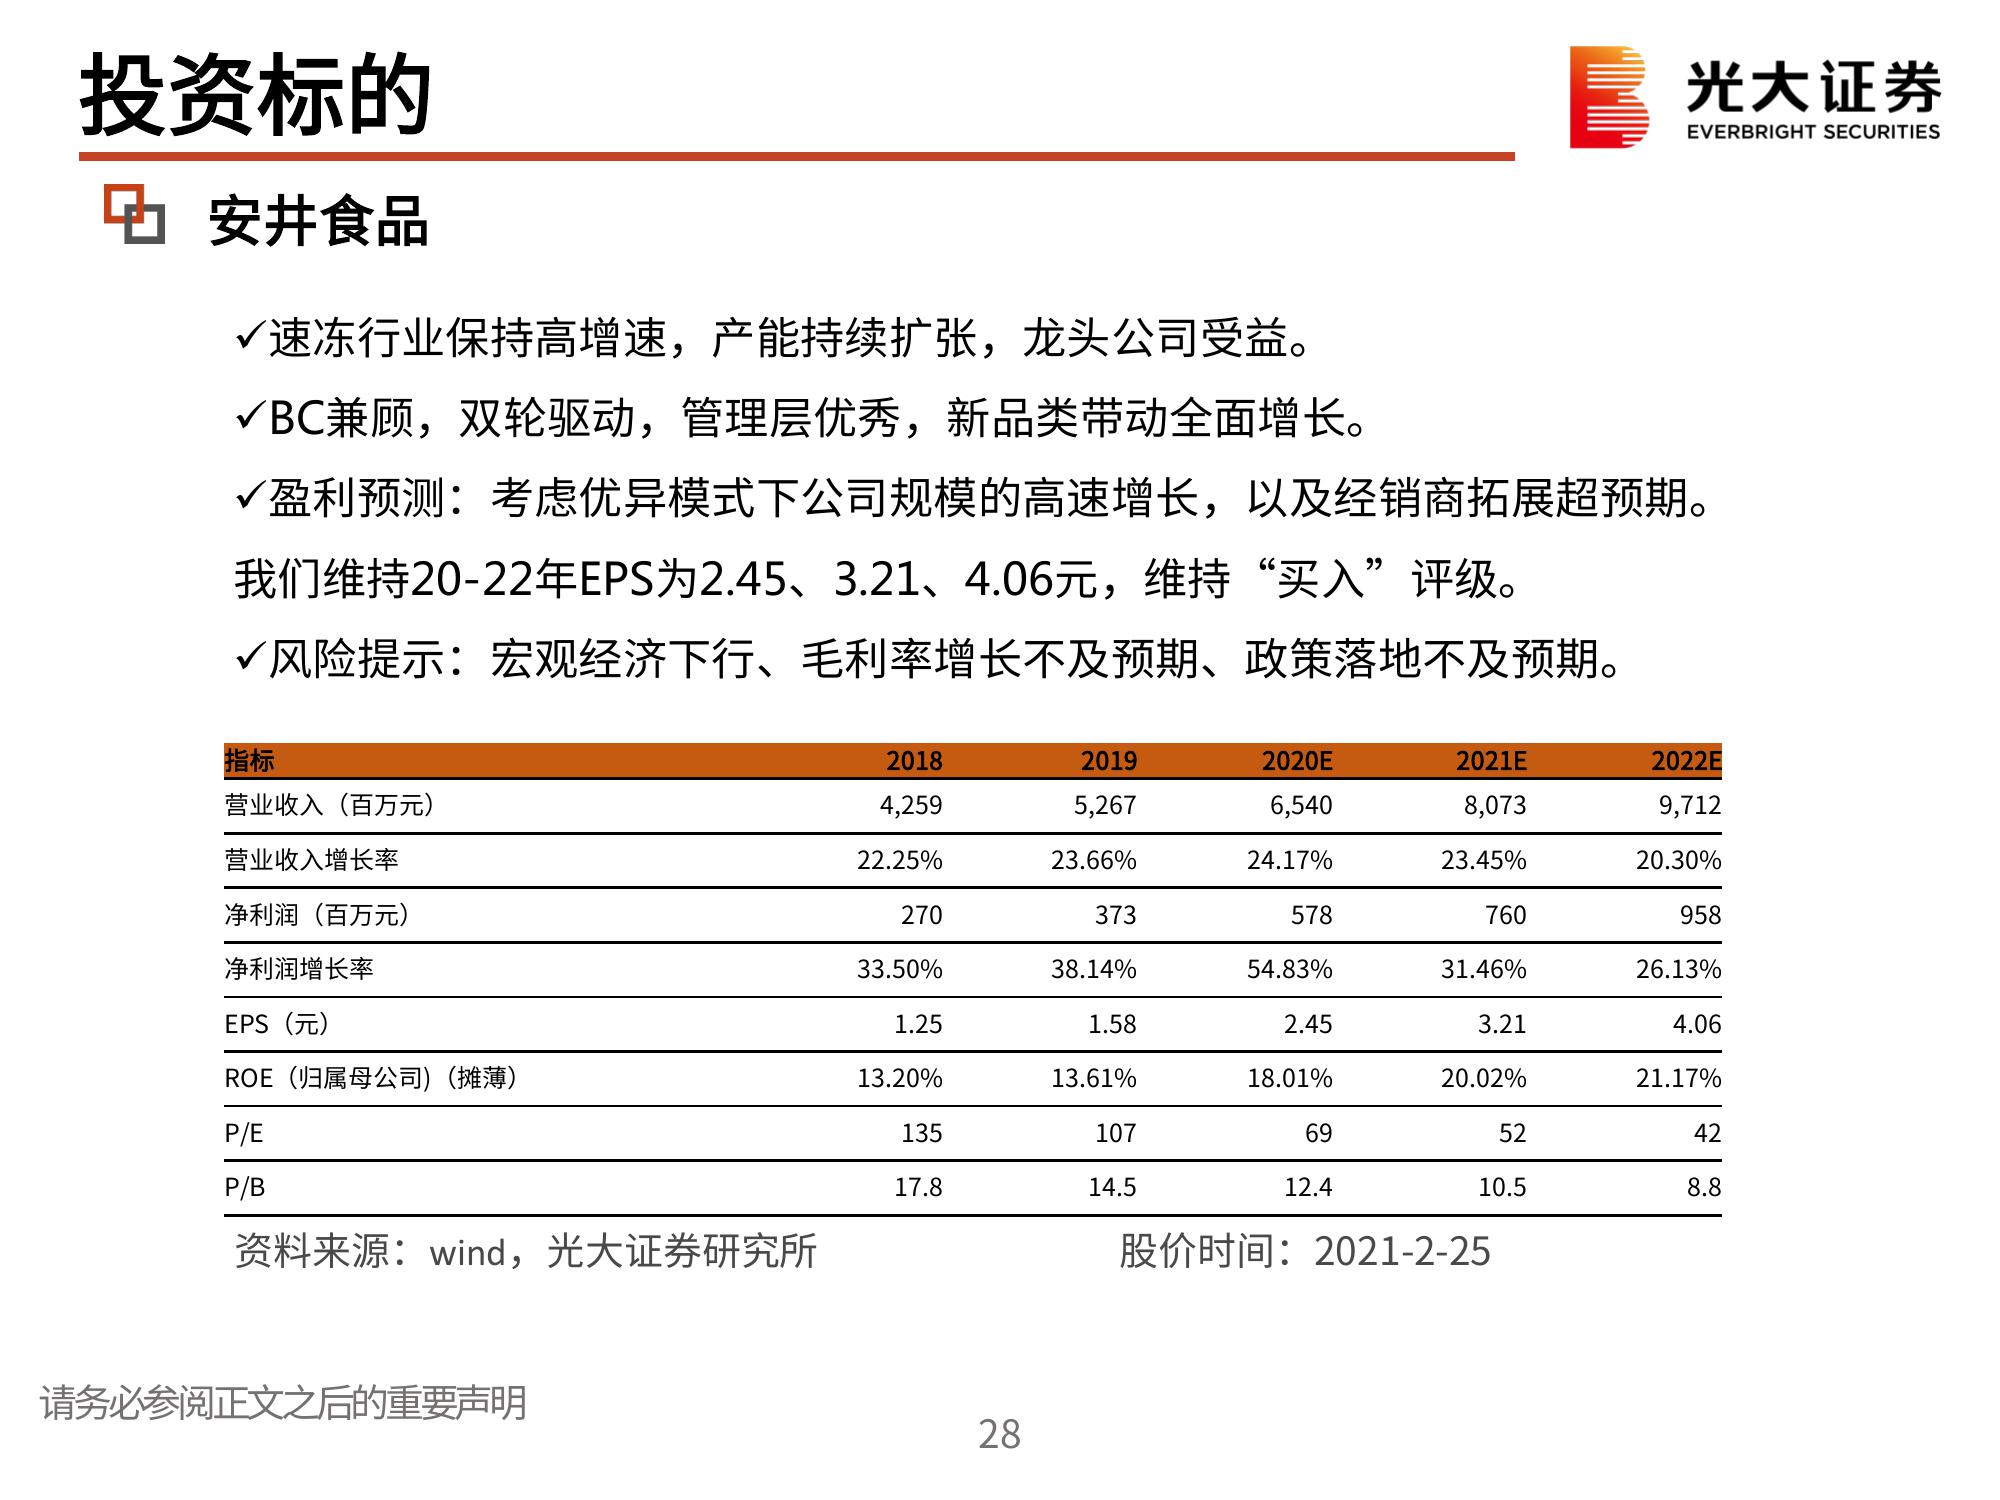 投资标的
光大证券
EVERBRIGHT SECURITIES
安井食品
✓速冻行业保持高增速，产能持续扩张，龙头公司受益。
✓BC兼顾，双轮驱动，管理层优秀，新品类带动全面增长。
✓盈利预测：考虑优异模式下公司规模的高速增长，以及经销商拓展超预期。
我们维持20-22年EPS为2.45、3.21、4.06元，维持“买入”评级。
✓风险提示：宏观经济下行、毛利率增长不及预期、政策落地不及预期。
指标 2018 2019 2020E 2021E 2022E
营业收入（百万元） 4,259 5,267 6,540 8,073 9,712
营业收入增长率 22.25% 23.66% 24.17% 23.45% 20.30%
净利润（百万元） 270 373 578 760 958
净利润增长率 33.50% 38.14% 54.83% 31.46% 26.13%
EPS（元） 1.25 1.58 2.45 3.21 4.06
ROE（归属母公司)（摊薄） 13.20% 13.61% 18.01% 20.02% 21.17%
P/E 135 107 69 52 42
P/B 17.8 14.5 12.4 10.5 8.8
资料来源：wind，光大证券研究所 股价时间：2021-2-25
请务必参阅正文之后的重要声明
28